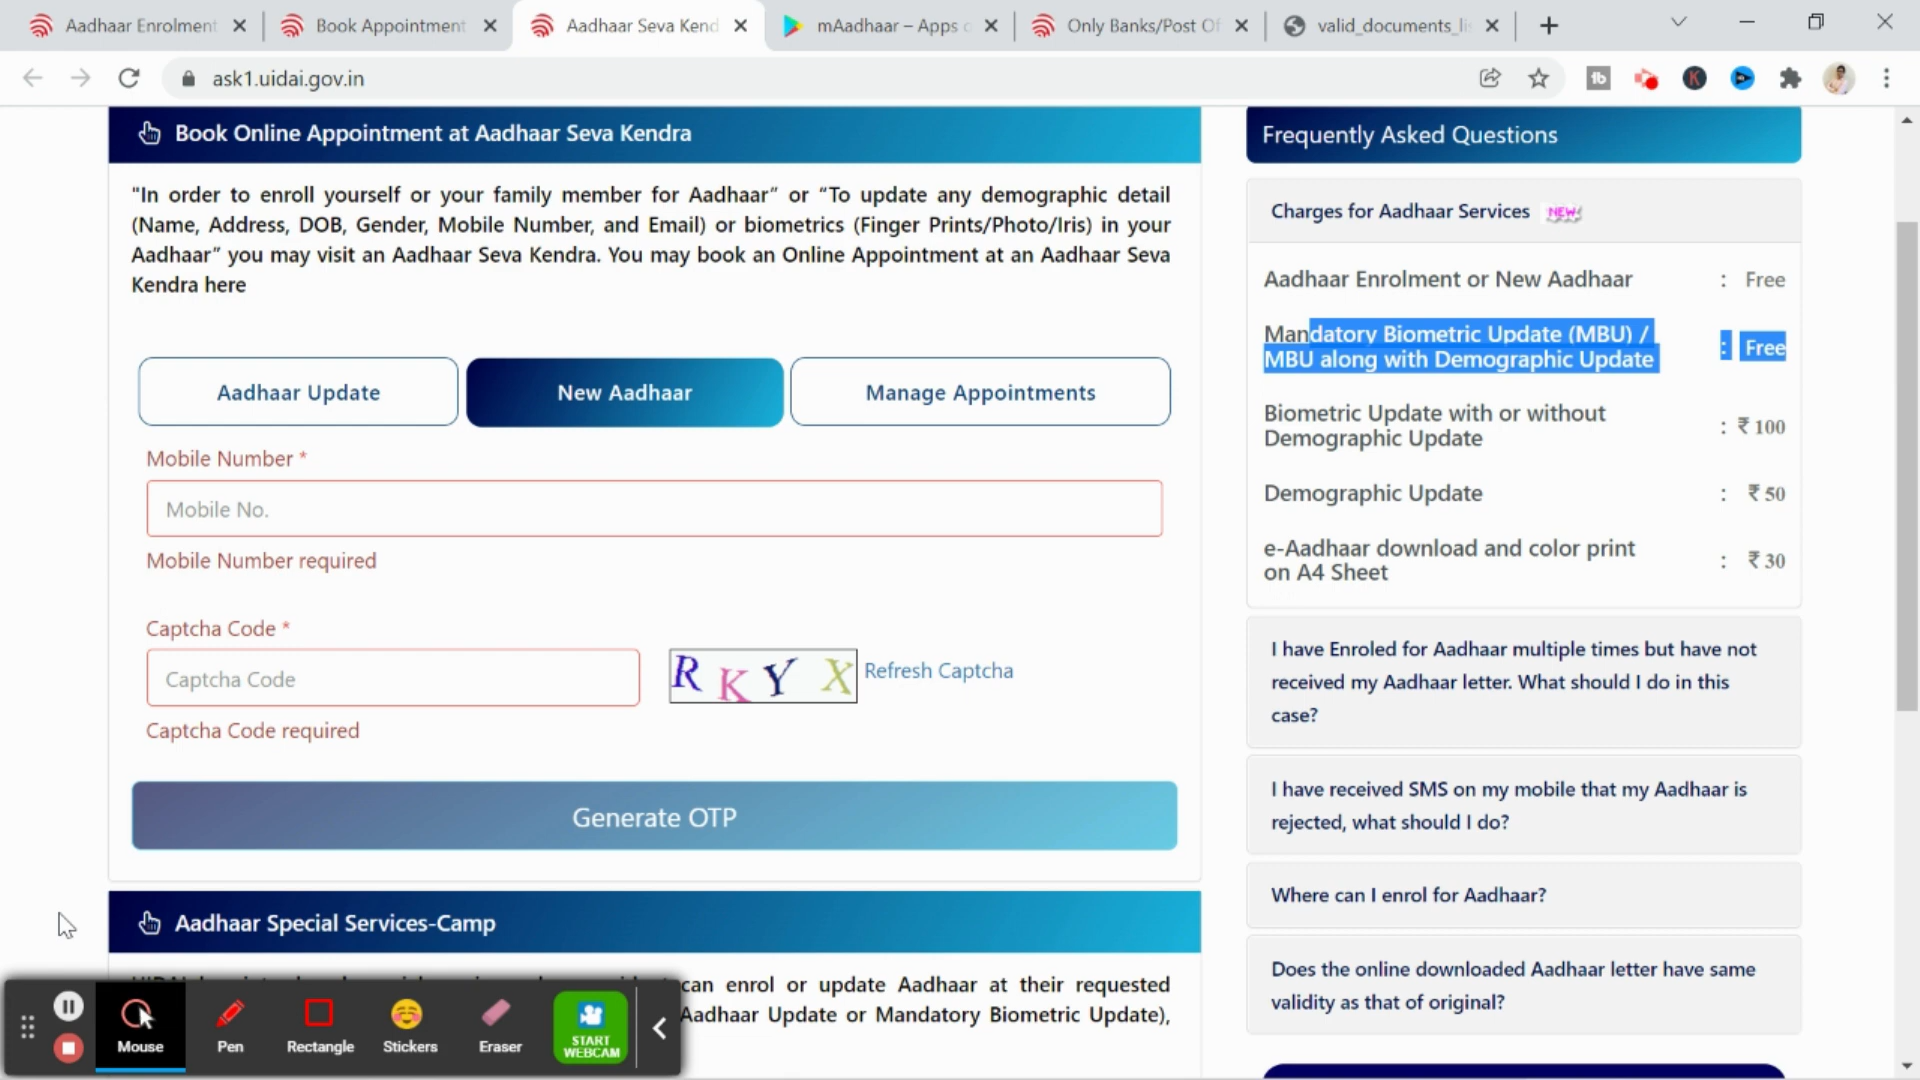 Aadhaar Enrolment
Book Appointment
Aadhaar Seva Kend
mAadhaar – Apps
Only Banks/Post Of
valid_documents_lis
ask1.uidai.gov.in
Book Online Appointment at Aadhaar Seva Kendra
"In order to enroll yourself or your family member for Aadhaar” or “To update any demographic detail
(Name, Address, DOB, Gender, Mobile Number, and Email) or biometrics (Finger Prints/Photo/Iris) in your
Aadhaar” you may visit an Aadhaar Seva Kendra. You may book an Online Appointment at an Aadhaar Seva
Kendra here
Aadhaar Update
New Aadhaar
Manage Appointments
Mobile Number *
Mobile No.
Mobile Number required
Captcha Code *
Captcha Code
R K Y X
Refresh Captcha
Captcha Code required
Generate OTP
Aadhaar Special Services-Camp
can enrol or update Aadhaar at their requested
Aadhaar Update or Mandatory Biometric Update),
Frequently Asked Questions
Charges for Aadhaar Services NEW
Aadhaar Enrolment or New Aadhaar : Free
Mandatory Biometric Update (MBU) /
MBU along with Demographic Update : Free
Biometric Update with or without
Demographic Update : ₹ 100
Demographic Update : ₹ 50
e-Aadhaar download and color print
on A4 Sheet : ₹ 30
I have Enroled for Aadhaar multiple times but have not
received my Aadhaar letter. What should I do in this
case?
I have received SMS on my mobile that my Aadhaar is
rejected, what should I do?
Where can I enrol for Aadhaar?
Does the online downloaded Aadhaar letter have same
validity as that of original?
Mouse
Pen
Rectangle
Stickers
Eraser
START
WEBCAM